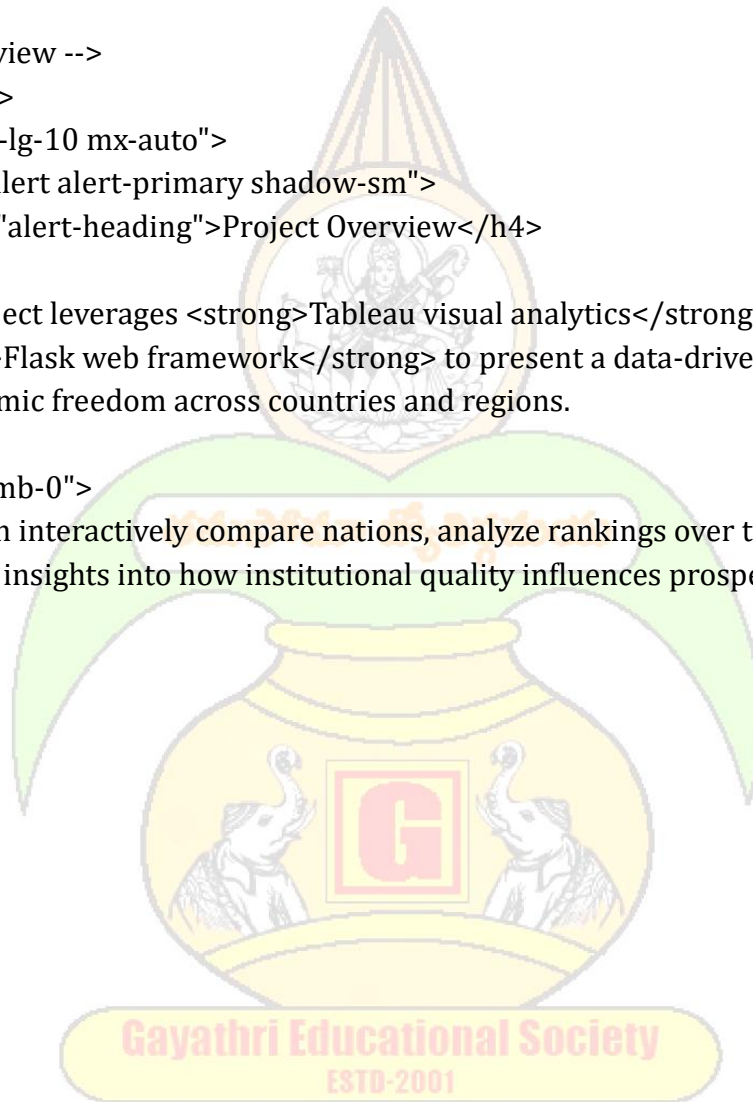 view -->
>
-lg-10 mx-auto">
lert alert-primary shadow-sm">
"alert-heading">Project Overview</h4>
ect leverages <strong>Tableau visual analytics</strong
-Flask web framework</strong> to present a data-drive
mic freedom across countries and regions.
mb-0">
n interactively compare nations, analyze rankings over t
insights into how institutional quality influences prospe
G
Gayathri Educational Society
ESTD-2001